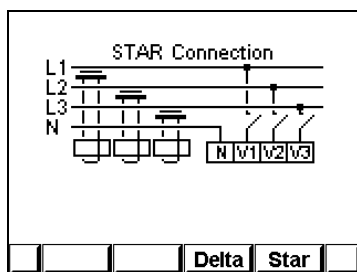 STAR Connection
L1
L2
L3
N
N V1 V2 V3
Delta Star